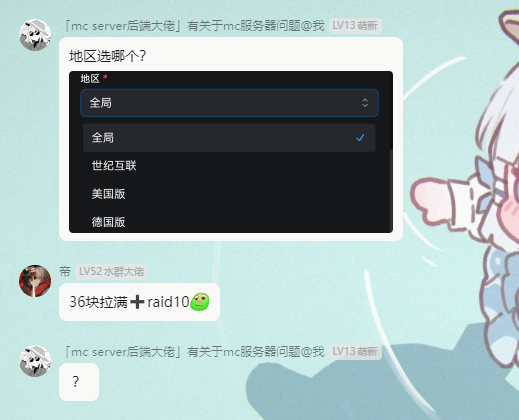 「mc server后端大佬」有关于mc服务器问题@我 LV13 萌新
地区选哪个?
地区 *
全局
全局
世纪互联
美国版
德国版
帝 LV52 水群大佬
36块拉满➕raid10
「mc server后端大佬」有关于mc服务器问题@我 LV13 萌新
?